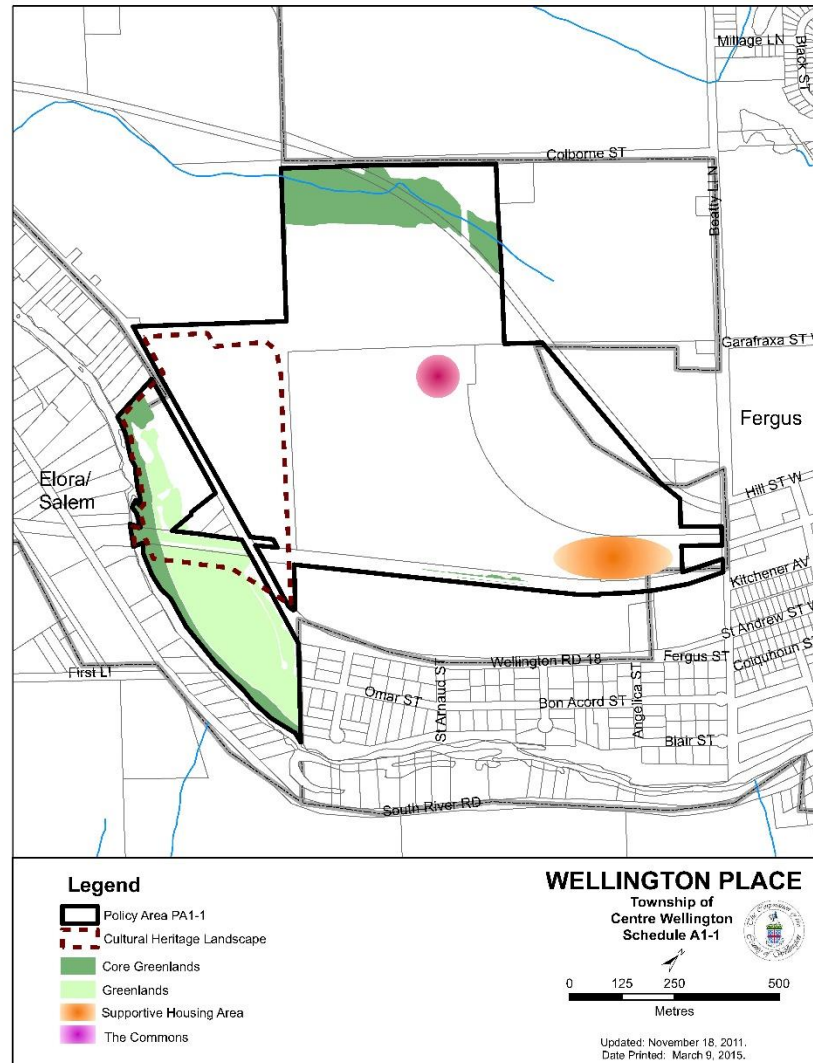 Millage LN
Black ST
Colborne ST
Beatty LI N
Garafraxa ST W
Fergus
Elora/
Salem
Hill ST W
Kitchener AV
St Andrew ST W
Wellington RD 18
Fergus ST
Colquhoun ST
First LI
Omar ST
St Arnaud ST
Bon Acord ST
Angelica ST
Blair ST
South River RD
Legend
Policy Area PA1-1
Cultural Heritage Landscape
Core Greenlands
Greenlands
Supportive Housing Area
The Commons
WELLINGTON PLACE
Township of
Centre Wellington
Schedule A1-1
N
0 125 250 500
Metres
Updated: November 18, 2011.
Date Printed: March 9, 2015.